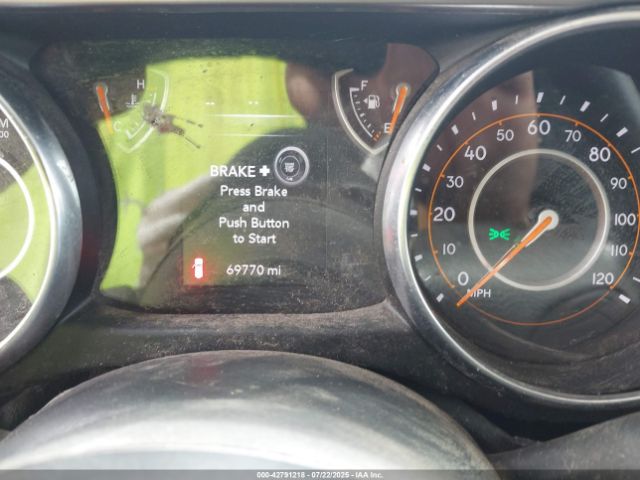 H
C
F
E
-- --
BRAKE +
Press Brake
and
Push Button
to Start
69770 mi
M
00
0
10
20
30
40
50
60
70
80
90
100
110
120
MPH
000-42791218 - 07/22/2025 - IAA Inc.